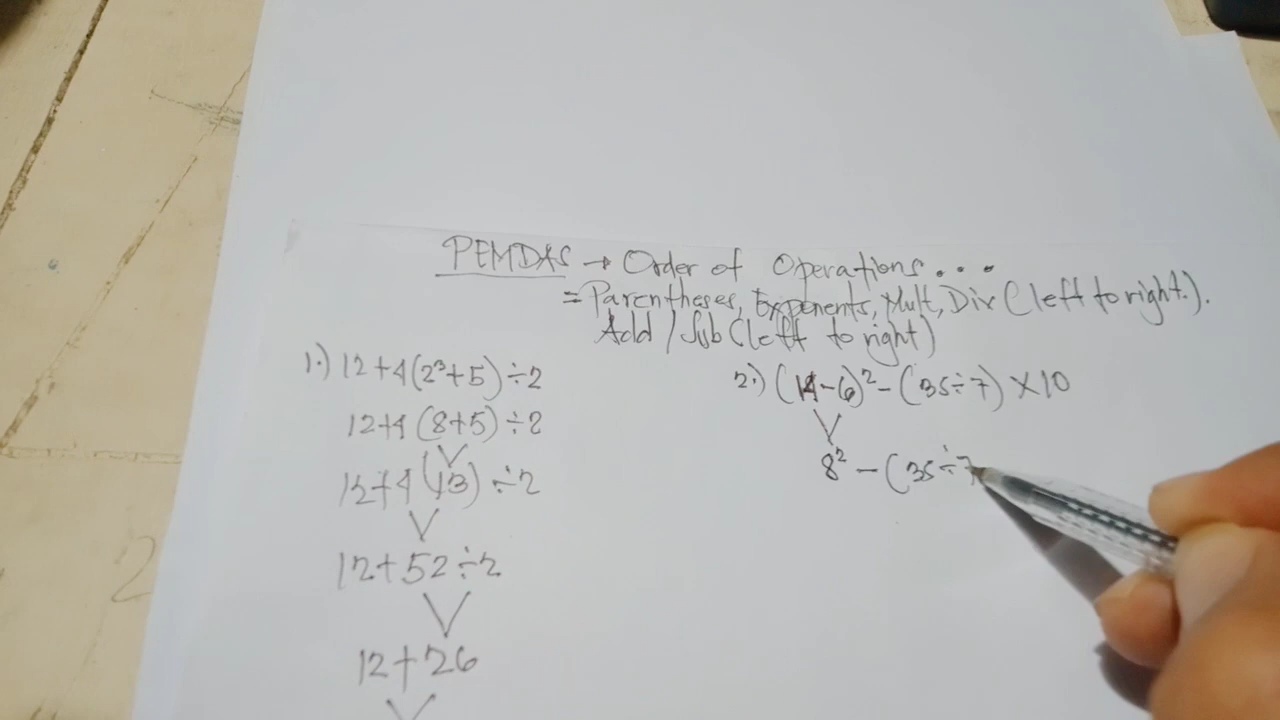 PEMDAS → Order of Operations...
= Parentheses, Exponents, Mult, Div (left to right.).
Add / Sub (left to right)
1.) 12+4(2³+5)÷2
12+4(8+5)÷2
12+4(13)÷2
12+52÷2
12+26
2.) (14-6)²-(35÷7)×10
8²-(35÷7